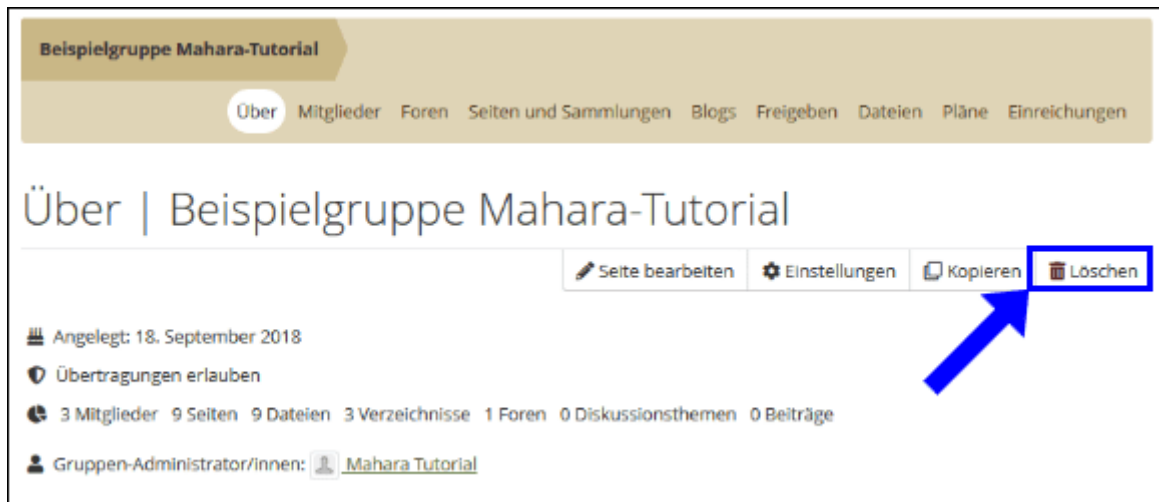 Beispielgruppe Mahara-Tutorial
Über Mitglieder Foren Seiten und Sammlungen Blogs Freigeben Dateien Pläne Einreichungen
Über | Beispielgruppe Mahara-Tutorial
Seite bearbeiten Einstellungen Kopieren Löschen
Angelegt: 18. September 2018
Übertragungen erlauben
3 Mitglieder 9 Seiten 9 Dateien 3 Verzeichnisse 1 Foren 0 Diskussionsthemen 0 Beiträge
Gruppen-Administrator/innen: Mahara Tutorial